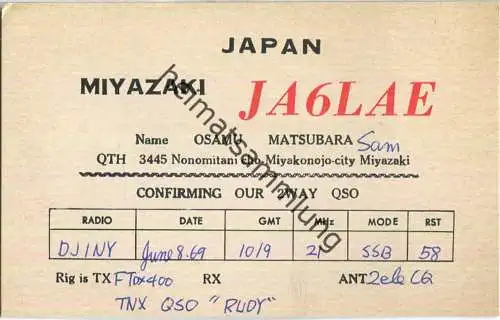 JAPAN
MIYAZAKI JA6LAE
Name OSAMU MATSUBARA Sam
QTH 3445 Nonomitani cho Miyakonojo-city Miyazaki
CONFIRMING OUR 2WAY QSO
RADIO DATE GMT MHz MODE RST
DJ1NY June 8.69 1019 21 SSB 58
Rig is TX FTDX400 RX ANT 2ele CQ
TNX QSO "RUDY"
heimatsammlung.de